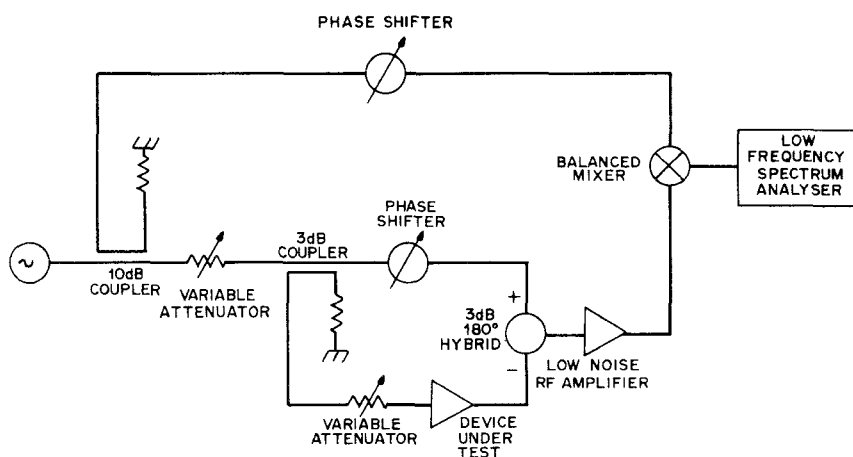 PHASE SHIFTER
BALANCED
MIXER
LOW
FREQUENCY
SPECTRUM
ANALYSER
PHASE
SHIFTER
3dB
COUPLER
~
10dB
COUPLER
VARIABLE
ATTENUATOR
+
3dB
180°
HYBRID
−
LOW NOISE
RF AMPLIFIER
VARIABLE
ATTENUATOR
DEVICE
UNDER
TEST